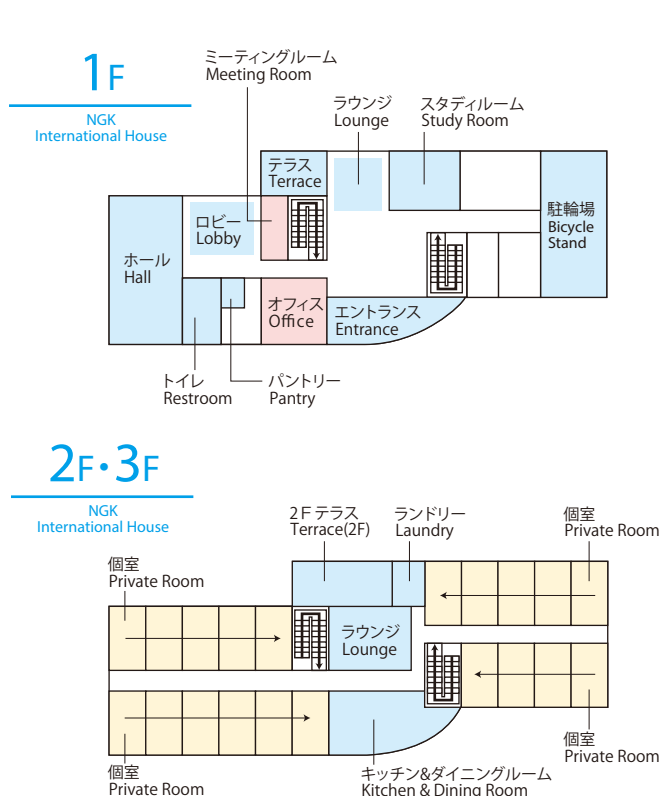 1F
NGK
International House
ミーティングルーム
Meeting Room
ラウンジ
Lounge
スタディルーム
Study Room
テラス
Terrace
ロビー
Lobby
ホール
Hall
駐輪場
Bicycle
Stand
オフィス
Office
エントランス
Entrance
トイレ
Restroom
パントリー
Pantry
2F・3F
NGK
International House
2Fテラス
Terrace(2F)
ランドリー
Laundry
個室
Private Room
個室
Private Room
ラウンジ
Lounge
個室
Private Room
個室
Private Room
キッチン&ダイニングルーム
Kitchen & Dining Room